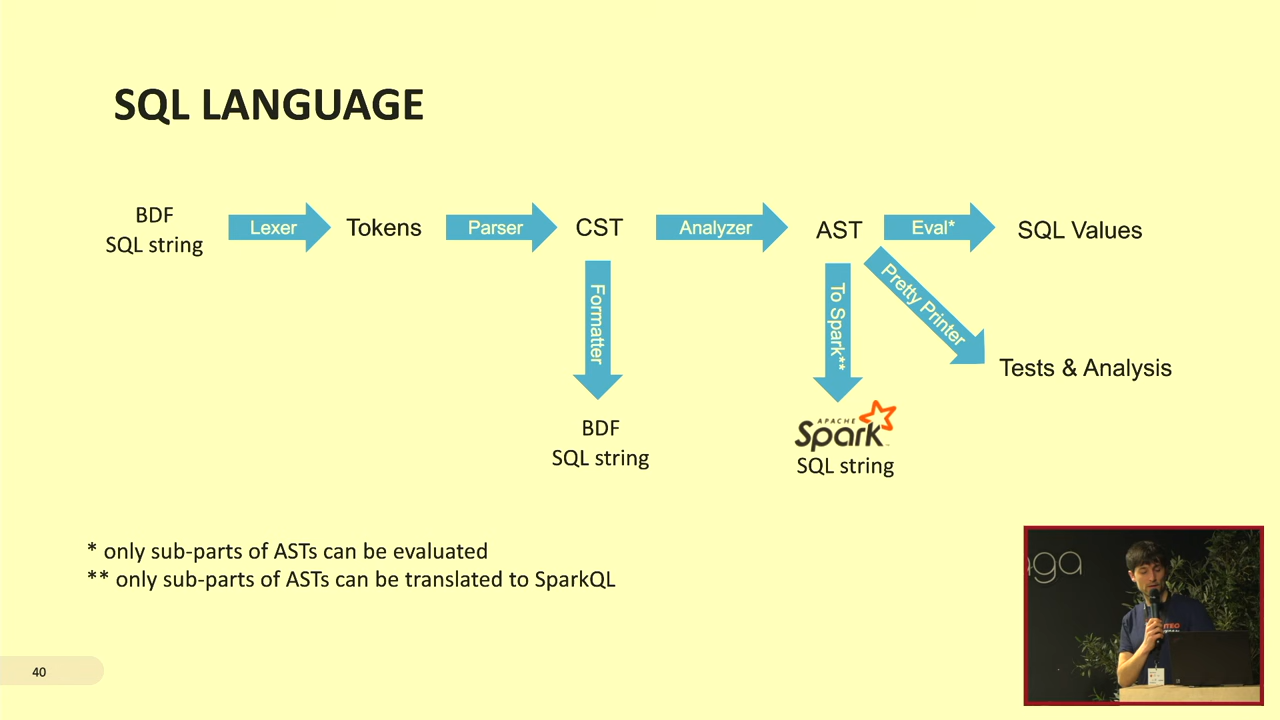 SQL LANGUAGE
BDF
SQL string
Lexer
Tokens
Parser
CST
Analyzer
AST
Eval*
SQL Values
Formatter
To Spark**
Pretty Printer
Tests & Analysis
BDF
SQL string
APACHE
Spark
SQL string
* only sub-parts of ASTs can be evaluated
** only sub-parts of ASTs can be translated to SparkQL
40